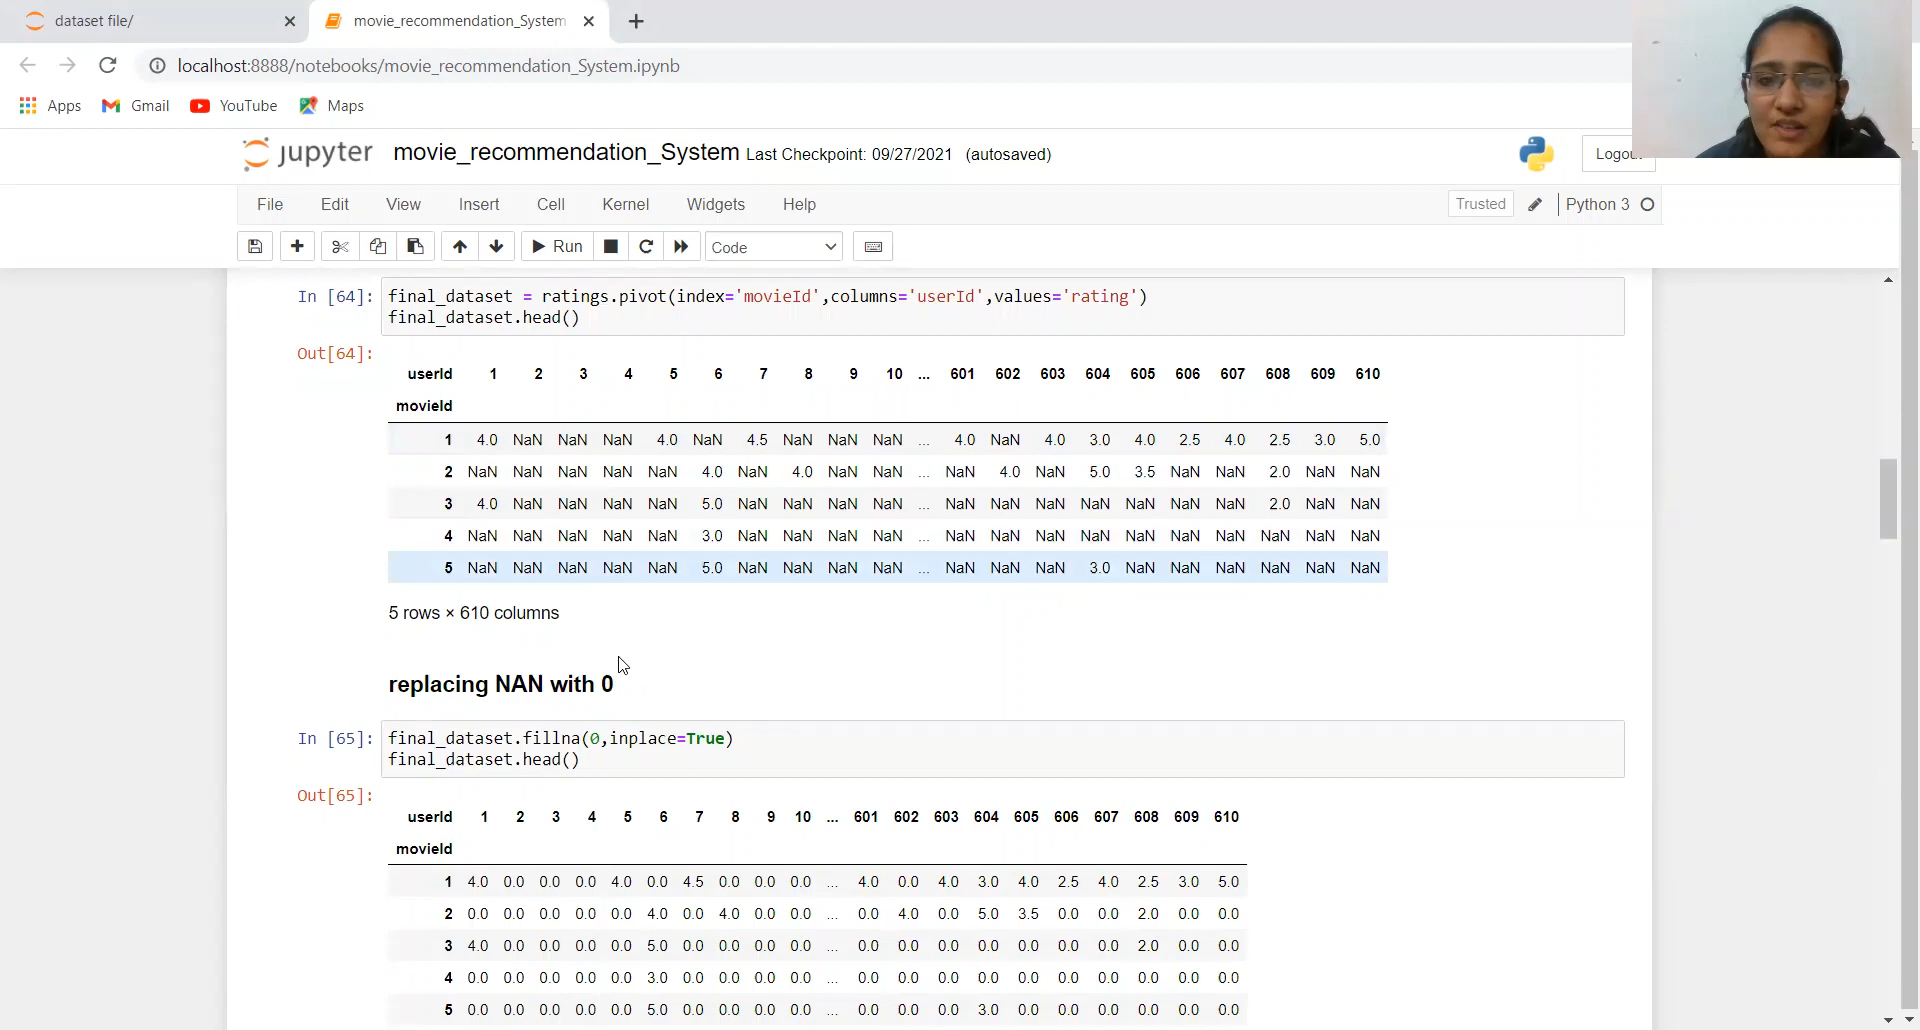 dataset file/
movie_recommendation_System
localhost:8888/notebooks/movie_recommendation_System.ipynb
Apps Gmail YouTube Maps
jupyter movie_recommendation_System Last Checkpoint: 09/27/2021 (autosaved)
Logout
File Edit View Insert Cell Kernel Widgets Help Trusted Python 3
Run Code
In [64]: final_dataset = ratings.pivot(index='movieId',columns='userId',values='rating')
final_dataset.head()
Out[64]:
userId 1 2 3 4 5 6 7 8 9 10 ... 601 602 603 604 605 606 607 608 609 610
movieId
1 4.0 NaN NaN NaN 4.0 NaN 4.5 NaN NaN NaN ... 4.0 NaN 4.0 3.0 4.0 2.5 4.0 2.5 3.0 5.0
2 NaN NaN NaN NaN NaN 4.0 NaN 4.0 NaN NaN ... NaN 4.0 NaN 5.0 3.5 NaN NaN 2.0 NaN NaN
3 4.0 NaN NaN NaN NaN 5.0 NaN NaN NaN NaN ... NaN NaN NaN NaN NaN NaN NaN 2.0 NaN NaN
4 NaN NaN NaN NaN NaN 3.0 NaN NaN NaN NaN ... NaN NaN NaN NaN NaN NaN NaN NaN NaN NaN
5 NaN NaN NaN NaN NaN 5.0 NaN NaN NaN NaN ... NaN NaN NaN 3.0 NaN NaN NaN NaN NaN NaN
5 rows × 610 columns
replacing NAN with 0
In [65]: final_dataset.fillna(0,inplace=True)
final_dataset.head()
Out[65]:
userId 1 2 3 4 5 6 7 8 9 10 ... 601 602 603 604 605 606 607 608 609 610
movieId
1 4.0 0.0 0.0 0.0 4.0 0.0 4.5 0.0 0.0 0.0 ... 4.0 0.0 4.0 3.0 4.0 2.5 4.0 2.5 3.0 5.0
2 0.0 0.0 0.0 0.0 0.0 4.0 0.0 4.0 0.0 0.0 ... 0.0 4.0 0.0 5.0 3.5 0.0 0.0 2.0 0.0 0.0
3 4.0 0.0 0.0 0.0 0.0 5.0 0.0 0.0 0.0 0.0 ... 0.0 0.0 0.0 0.0 0.0 0.0 0.0 2.0 0.0 0.0
4 0.0 0.0 0.0 0.0 0.0 3.0 0.0 0.0 0.0 0.0 ... 0.0 0.0 0.0 0.0 0.0 0.0 0.0 0.0 0.0 0.0
5 0.0 0.0 0.0 0.0 0.0 5.0 0.0 0.0 0.0 0.0 ... 0.0 0.0 0.0 3.0 0.0 0.0 0.0 0.0 0.0 0.0